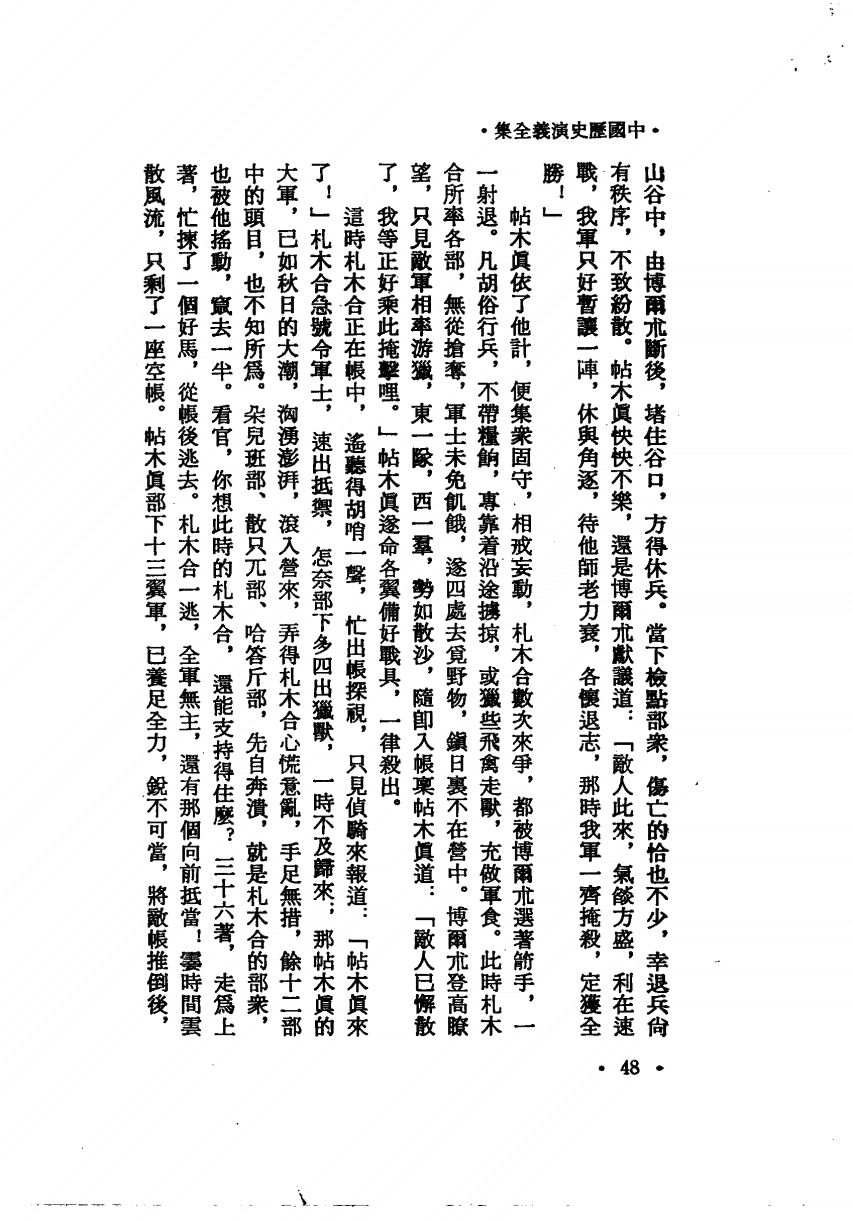 •中國歷史演義全集•
山谷中，由博爾朮斷後，堵住谷口，方得休兵。當下檢點部衆，傷亡的恰也不少，幸退兵尙
有秩序，不致紛散。帖木眞怏怏不樂，還是博爾朮獻議道：「敵人此來，氣燄方盛，利在速
戰，我軍只好暫讓一陣，休與角逐，待他師老力衰，各懷退志，那時我軍一齊掩殺，定獲全
勝！」
帖木眞依了他計，便集衆固守，相戒妄動，札木合數次來爭，都被博爾朮選著箭手，一
一射退。凡胡俗行兵，不帶糧餉，專靠着沿途擄掠，或獵些飛禽走獸，充做軍食。此時札木
合所率各部，無從搶奪，軍士未免飢餓，遂四處去覓野物，鎭日裏不在營中。博爾朮登高瞭
望，只見敵軍相率游獵，東一隊，西一羣，勢如散沙，隨卽入帳稟帖木眞道：「敵人已懈散
了，我等正好乘此掩擊哩。」帖木眞遂命各翼備好戰具，一律殺出。
這時札木合正在帳中，遙聽得胡哨一聲，忙出帳探視，只見偵騎來報道：「帖木眞來
了！」札木合急號令軍士，速出抵禦，怎奈部下多四出獵獸，一時不及歸來；那帖木眞的
大軍，已如秋日的大潮，洶湧澎湃，滾入營來，弄得札木合心慌意亂，手足無措，餘十二部
中的頭目，也不知所爲。朵兒班部、散只兀部、哈答斤部，先自奔潰，就是札木合的部衆，
也被他搖動，竄去一半。看官，你想此時的札木合，還能支持得住麼？三十六著，走爲上
著，忙揀了一個好馬，從帳後逃去。札木合一逃，全軍無主，還有那個向前抵當！霎時間雲
散風流，只剩了一座空帳。帖木眞部下十三翼軍，已養足全力，銳不可當，將敵帳推倒後，
•48•